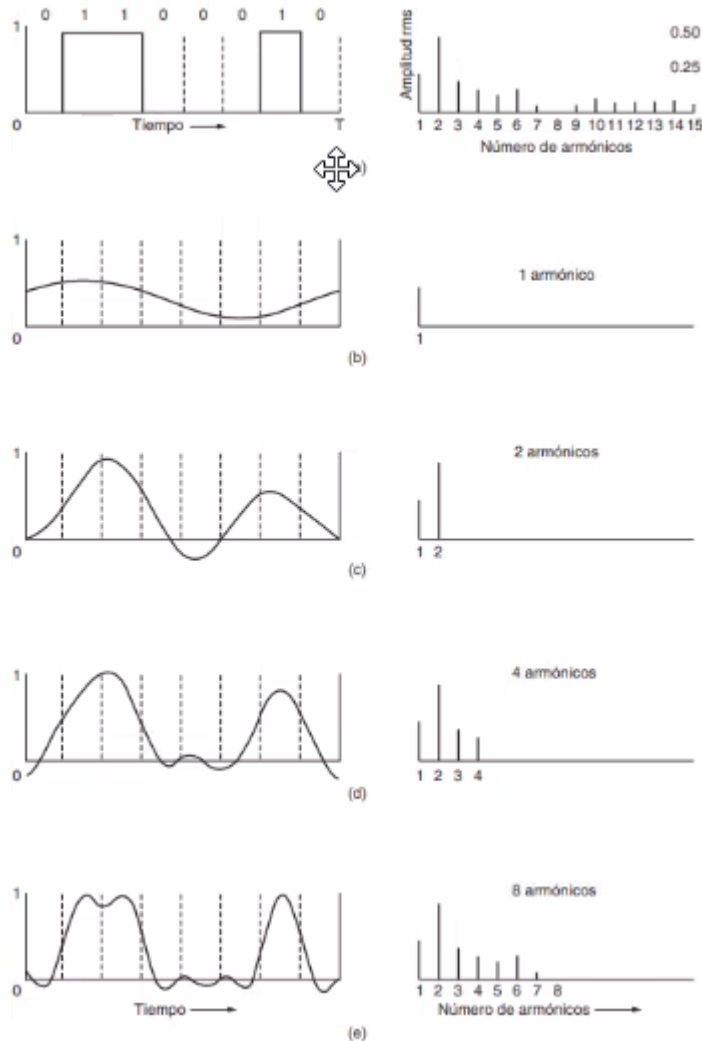 0 1 1 0 0 0 1 0
1
0
Tiempo
T
Amplitud rms
0.50
0.25
1 2 3 4 5 6 7 8 9 10 11 12 13 14 15
Número de armónicos
1
0
1 armónico
1
(b)
1
0
2 armónicos
1 2
(c)
1
0
4 armónicos
1 2 3 4
(d)
1
0
Tiempo
8 armónicos
1 2 3 4 5 6 7 8
Número de armónicos
(e)